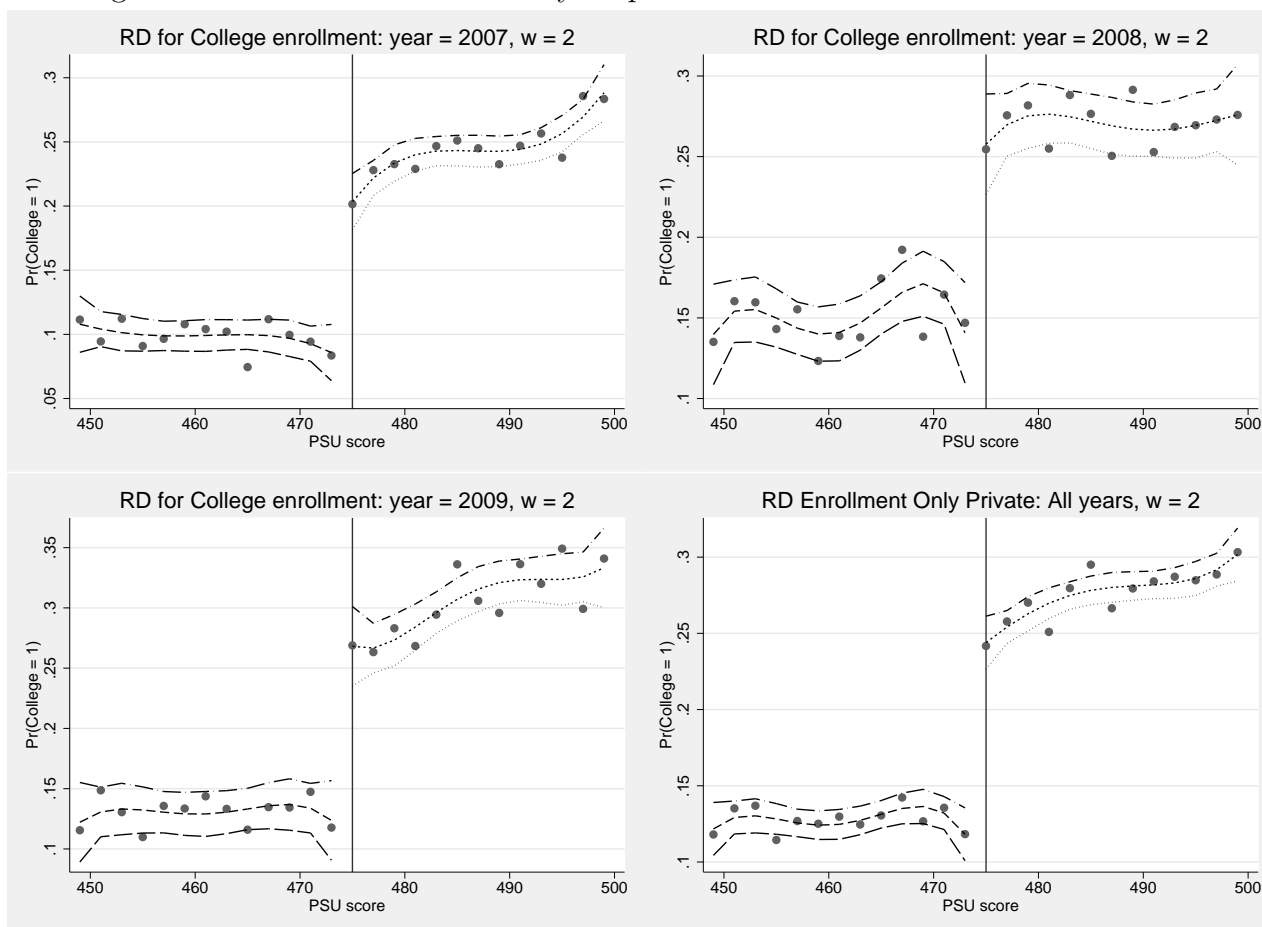 RD for College enrollment: year = 2007, w = 2
Pr(College = 1)
.05 .1 .15 .2 .25 .3
450 460 470 480 490 500
PSU score
RD for College enrollment: year = 2008, w = 2
Pr(College = 1)
.1 .15 .2 .25 .3
450 460 470 480 490 500
PSU score
RD for College enrollment: year = 2009, w = 2
Pr(College = 1)
.1 .15 .2 .25 .3 .35
450 460 470 480 490 500
PSU score
RD Enrollment Only Private: All years, w = 2
Pr(College = 1)
.1 .15 .2 .25 .3
450 460 470 480 490 500
PSU score